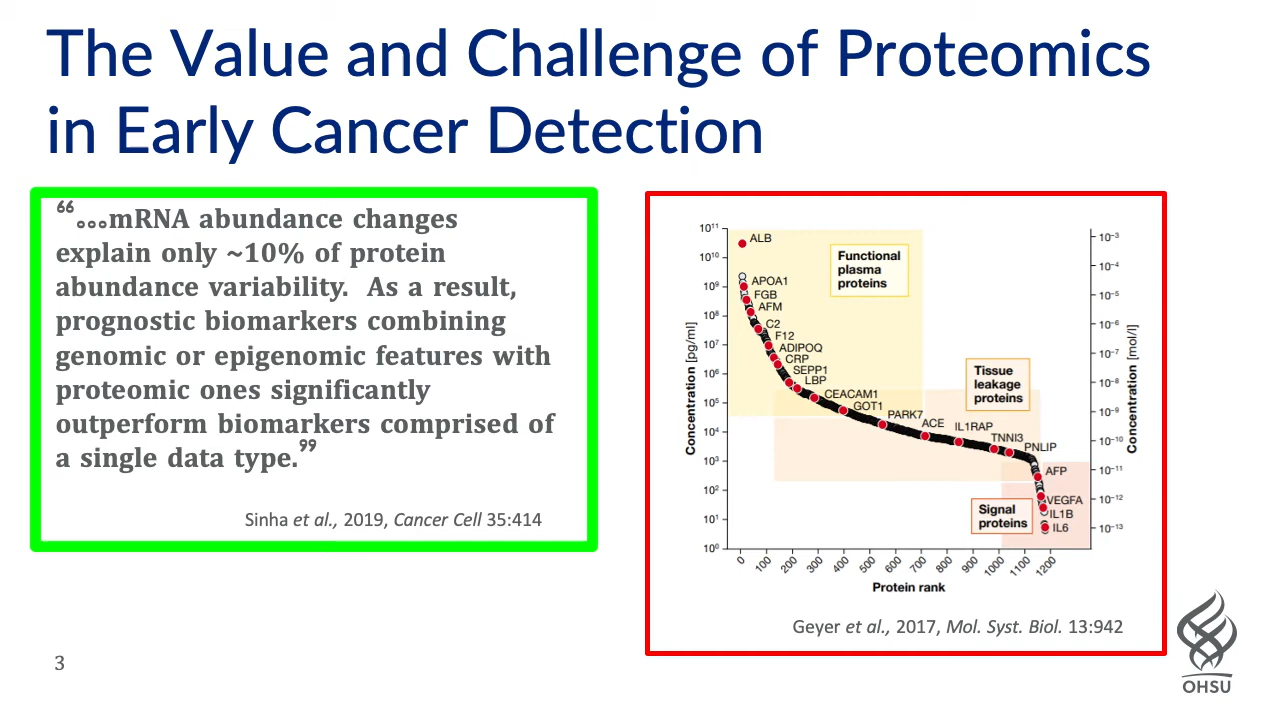 The Value and Challenge of Proteomics
in Early Cancer Detection
“…mRNA abundance changes
explain only ~10% of protein
abundance variability.  As a result,
prognostic biomarkers combining
genomic or epigenomic features with
proteomic ones significantly
outperform biomarkers comprised of
a single data type.”
Sinha et al., 2019, Cancer Cell 35:414
Concentration [pg/ml]
10¹¹
10¹⁰
10⁹
10⁸
10⁷
10⁶
10⁵
10⁴
10³
10²
10¹
10⁰
ALB
APOA1
FGB
AFM
C2
F12
ADIPOQ
CRP
SEPP1
LBP
CEACAM1
GOT1
PARK7
ACE
IL1RAP
TNNI3
PNLIP
AFP
VEGFA
IL1B
IL6
Functional
plasma
proteins
Tissue
leakage
proteins
Signal
proteins
10⁻³
10⁻⁴
10⁻⁵
10⁻⁶
10⁻⁷
10⁻⁸
10⁻⁹
10⁻¹⁰
10⁻¹¹
10⁻¹²
10⁻¹³
Concentration [mol/l]
0 100 200 300 400 500 600 700 800 900 1000 1100 1200
Protein rank
Geyer et al., 2017, Mol. Syst. Biol. 13:942
3
OHSU